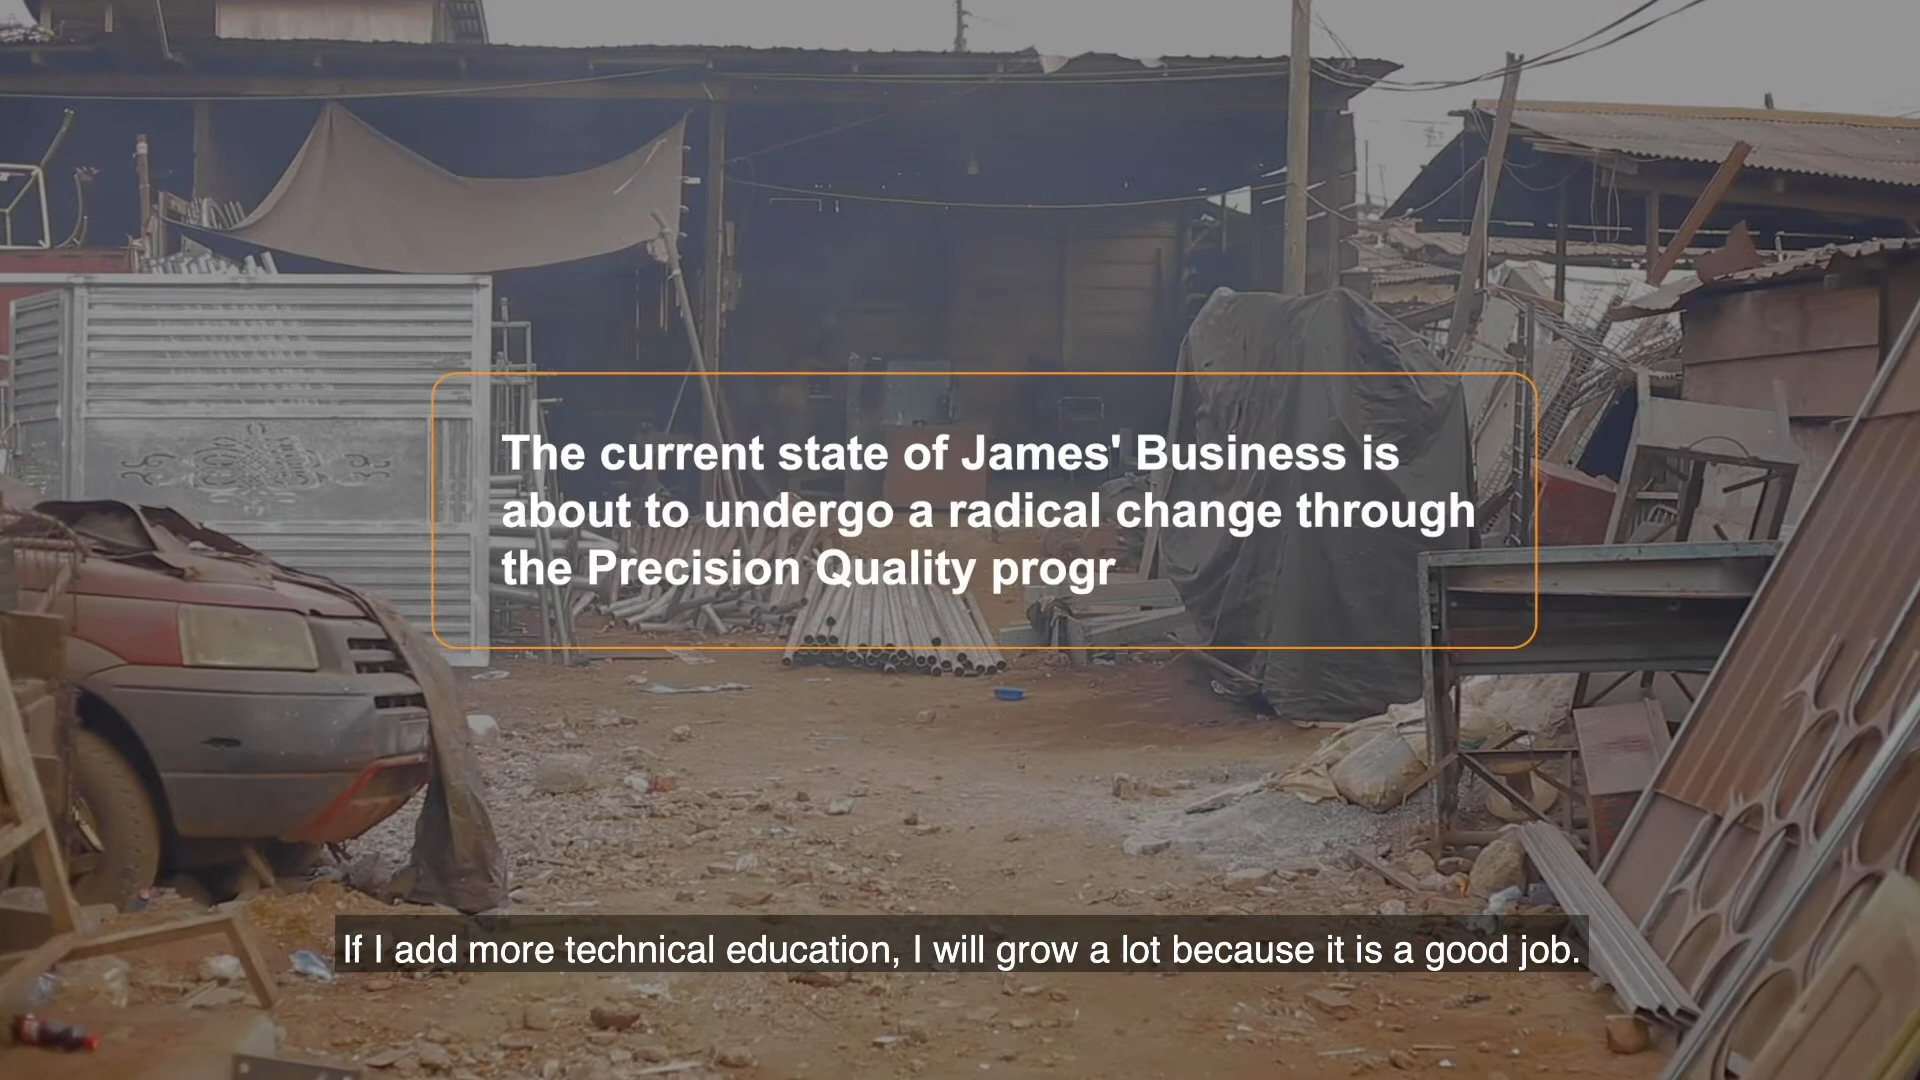 The current state of James' Business is
about to undergo a radical change through
the Precision Quality progr
If I add more technical education, I will grow a lot because it is a good job.